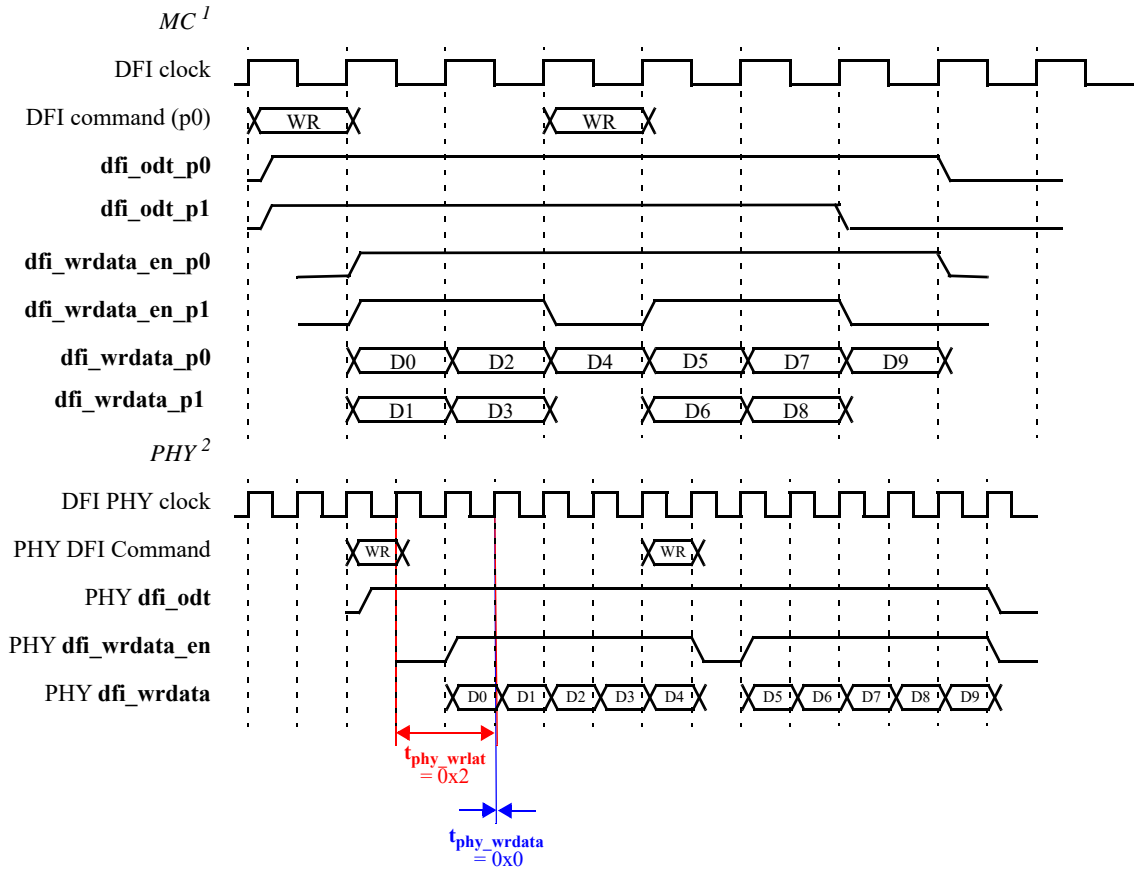 MC 1
DFI clock
DFI command (p0) WR WR
dfi_odt_p0
dfi_odt_p1
dfi_wrdata_en_p0
dfi_wrdata_en_p1
dfi_wrdata_p0 D0 D2 D4 D5 D7 D9
dfi_wrdata_p1 D1 D3 D6 D8
PHY 2
DFI PHY clock
PHY DFI Command WR WR
PHY dfi_odt
PHY dfi_wrdata_en
PHY dfi_wrdata D0 D1 D2 D3 D4 D5 D6 D7 D8 D9
tphy_wrlat
= 0x2
tphy_wrdata
= 0x0